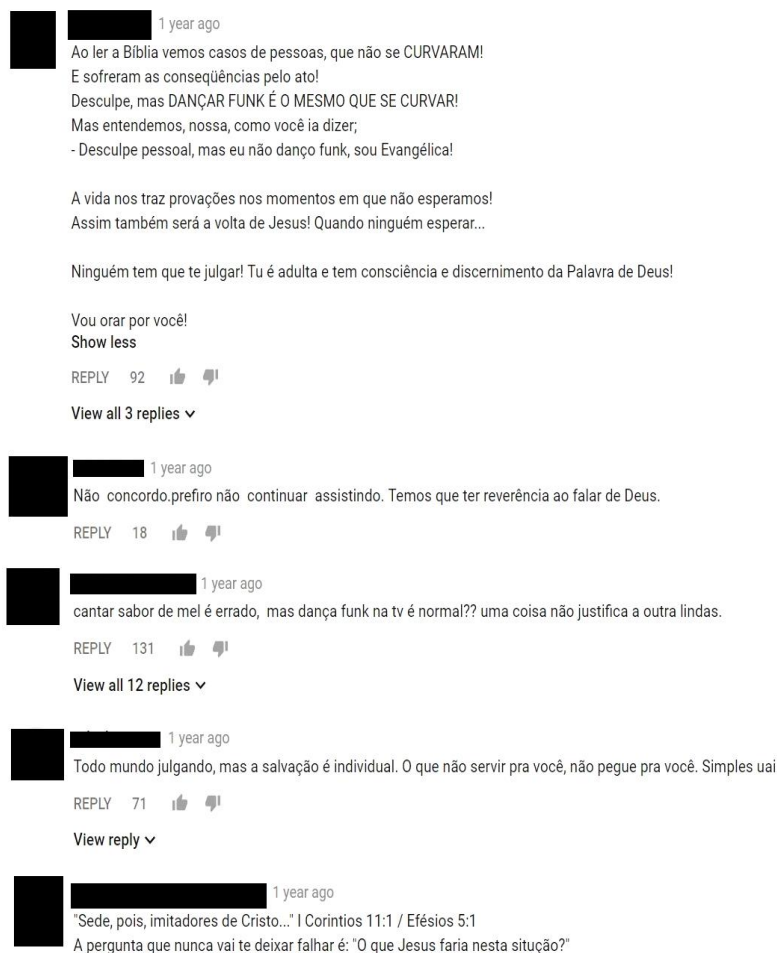 1 year ago
Ao ler a Bíblia vemos casos de pessoas, que não se CURVARAM!
E sofreram as conseqüências pelo ato!
Desculpe, mas DANÇAR FUNK É O MESMO QUE SE CURVAR!
Mas entendemos, nossa, como você ia dizer;
- Desculpe pessoal, mas eu não danço funk, sou Evangélica!
A vida nos traz provações nos momentos em que não esperamos!
Assim também será a volta de Jesus! Quando ninguém esperar...
Ninguém tem que te julgar! Tu é adulta e tem consciência e discernimento da Palavra de Deus!
Vou orar por você!
Show less
REPLY 92
View all 3 replies
1 year ago
Não concordo.prefiro não continuar assistindo. Temos que ter reverência ao falar de Deus.
REPLY 18
1 year ago
cantar sabor de mel é errado, mas dança funk na tv é normal?? uma coisa não justifica a outra lindas.
REPLY 131
View all 12 replies
1 year ago
Todo mundo julgando, mas a salvação é individual. O que não servir pra você, não pegue pra você. Simples uai
REPLY 71
View reply
1 year ago
"Sede, pois, imitadores de Cristo..." I Corintios 11:1 / Efésios 5:1
A pergunta que nunca vai te deixar falhar é: "O que Jesus faria nesta situção?"